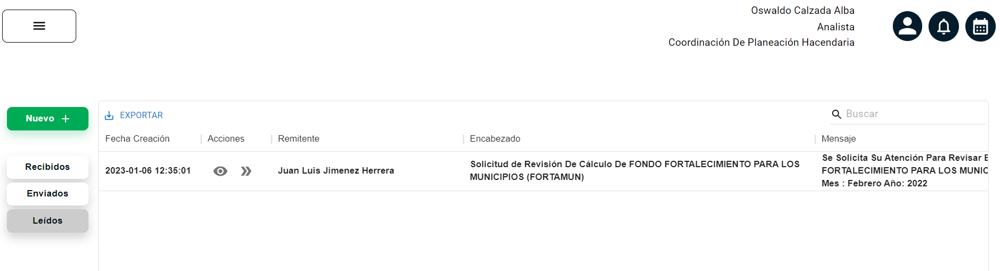 Oswaldo Calzada Alba
Analista
Coordinación De Planeación Hacendaria
Nuevo +
Recibidos
Enviados
Leídos
EXPORTAR
Buscar
Fecha Creación
Acciones
Remitente
Encabezado
Mensaje
2023-01-06 12:35:01
Juan Luis Jimenez Herrera
Solicitud de Revisión De Cálculo De FONDO FORTALECIMIENTO PARA LOS
MUNICIPIOS (FORTAMUN)
Se Solicita Su Atención Para Revisar
FORTALECIMIENTO PARA LOS MUNIC
Mes : Febrero Año: 2022